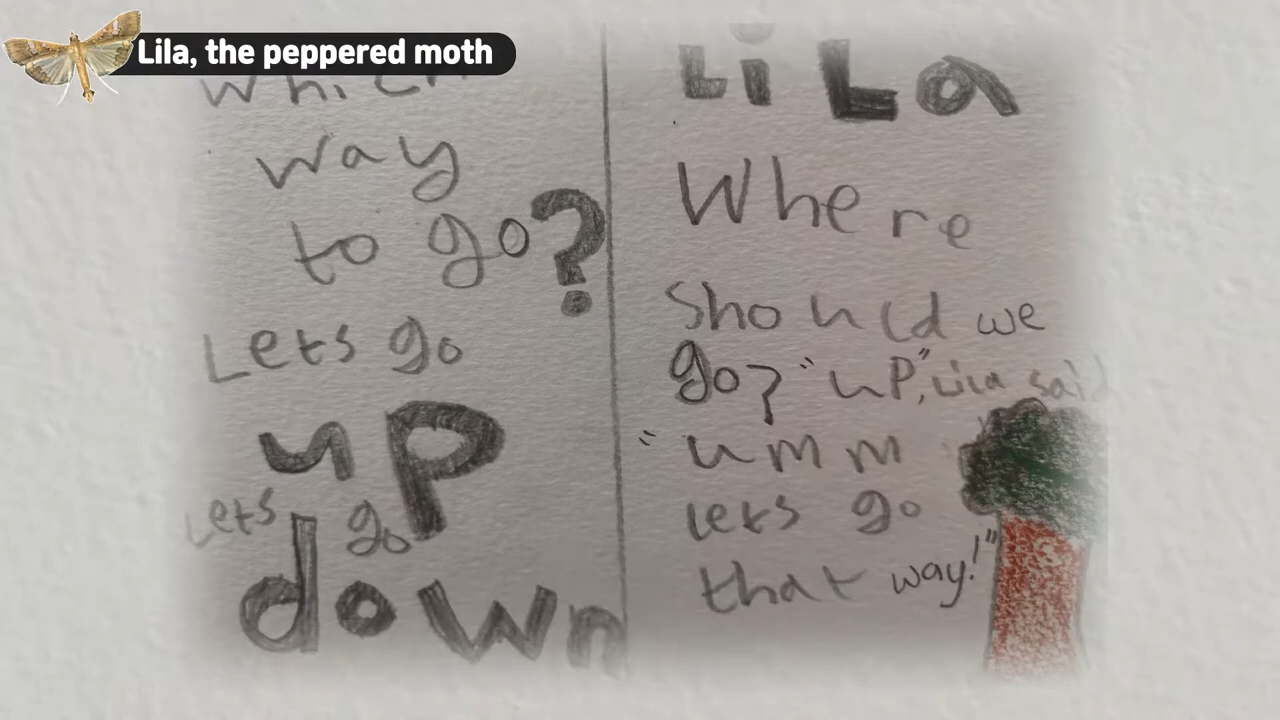 Lila, the peppered moth
which
way
to go?
Lets go
up
Lets go
down
LiLa
Where
Should we
go? "uP," Lila said
"umm
lets go
that way!"